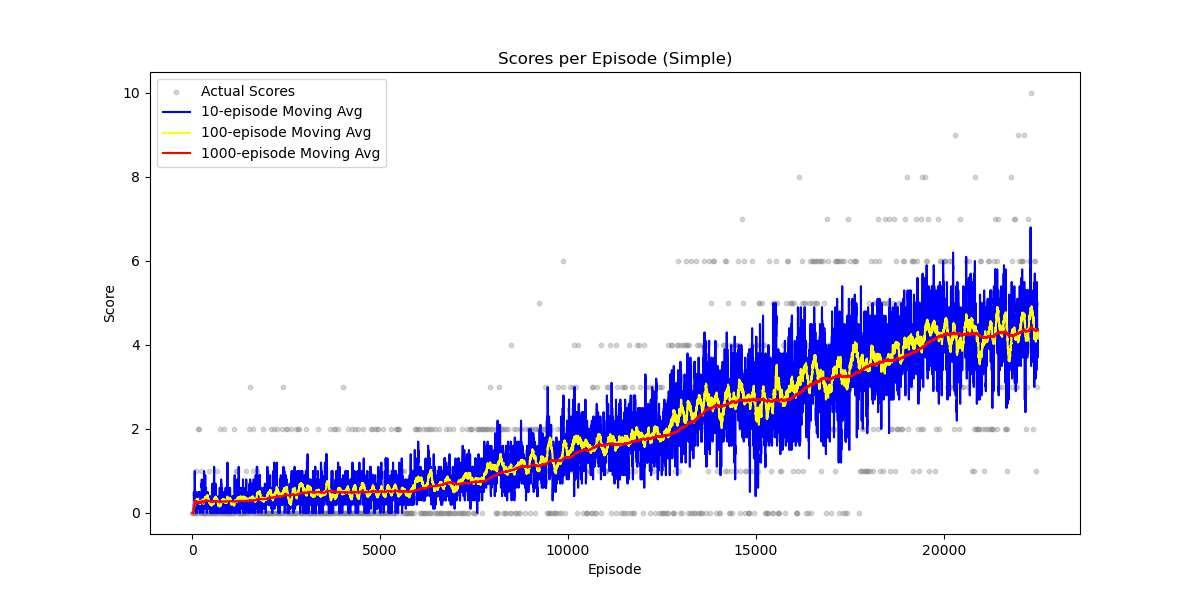 Scores per Episode (Simple)
Actual Scores
10-episode Moving Avg
100-episode Moving Avg
1000-episode Moving Avg
10
8
6
4
2
0
Score
0 5000 10000 15000 20000
Episode